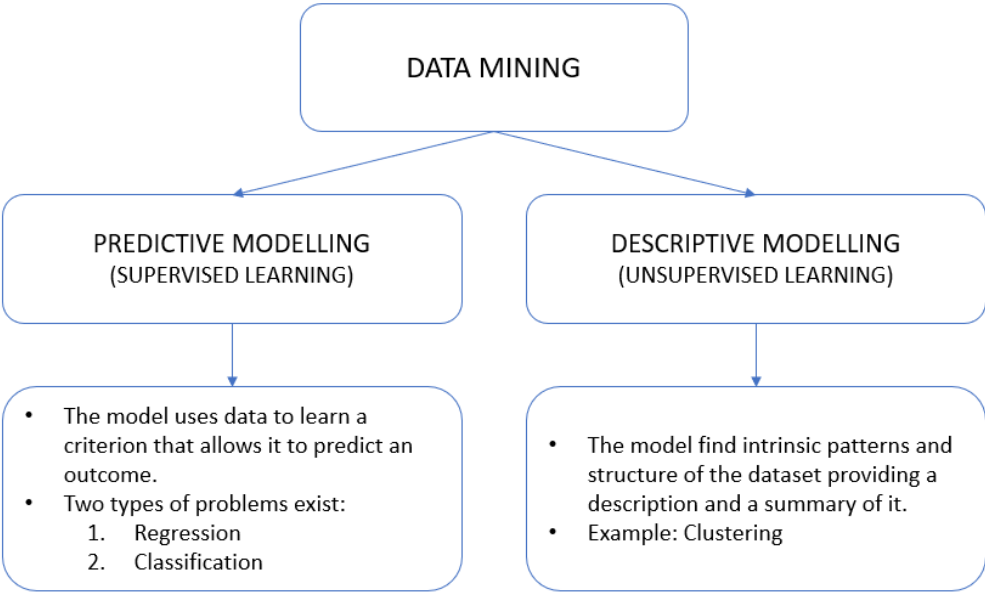 DATA MINING
PREDICTIVE MODELLING
(SUPERVISED LEARNING)
DESCRIPTIVE MODELLING
(UNSUPERVISED LEARNING)
• The model uses data to learn a
criterion that allows it to predict an
outcome.
• Two types of problems exist:
1. Regression
2. Classification
• The model find intrinsic patterns and
structure of the dataset providing a
description and a summary of it.
• Example: Clustering